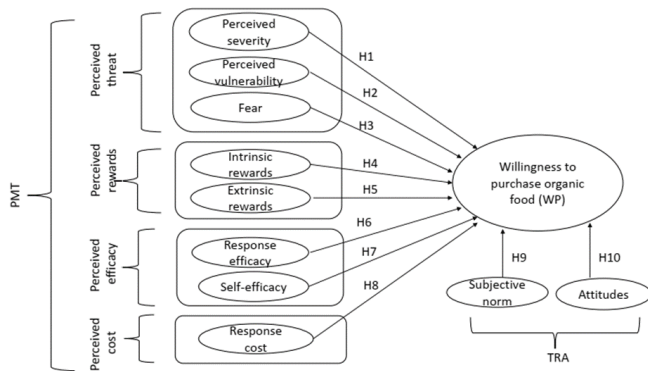 PMT
Perceived
threat
Perceived
severity
Perceived
vulnerability
Fear
H1
H2
H3
Perceived
rewards
Intrinsic
rewards
Extrinsic
rewards
H4
H5
Perceived
efficacy
Response
efficacy
Self-efficacy
H6
H7
H8
Perceived
cost
Response
cost
Willingness to
purchase organic
food (WP)
H9
H10
Subjective
norm
Attitudes
TRA